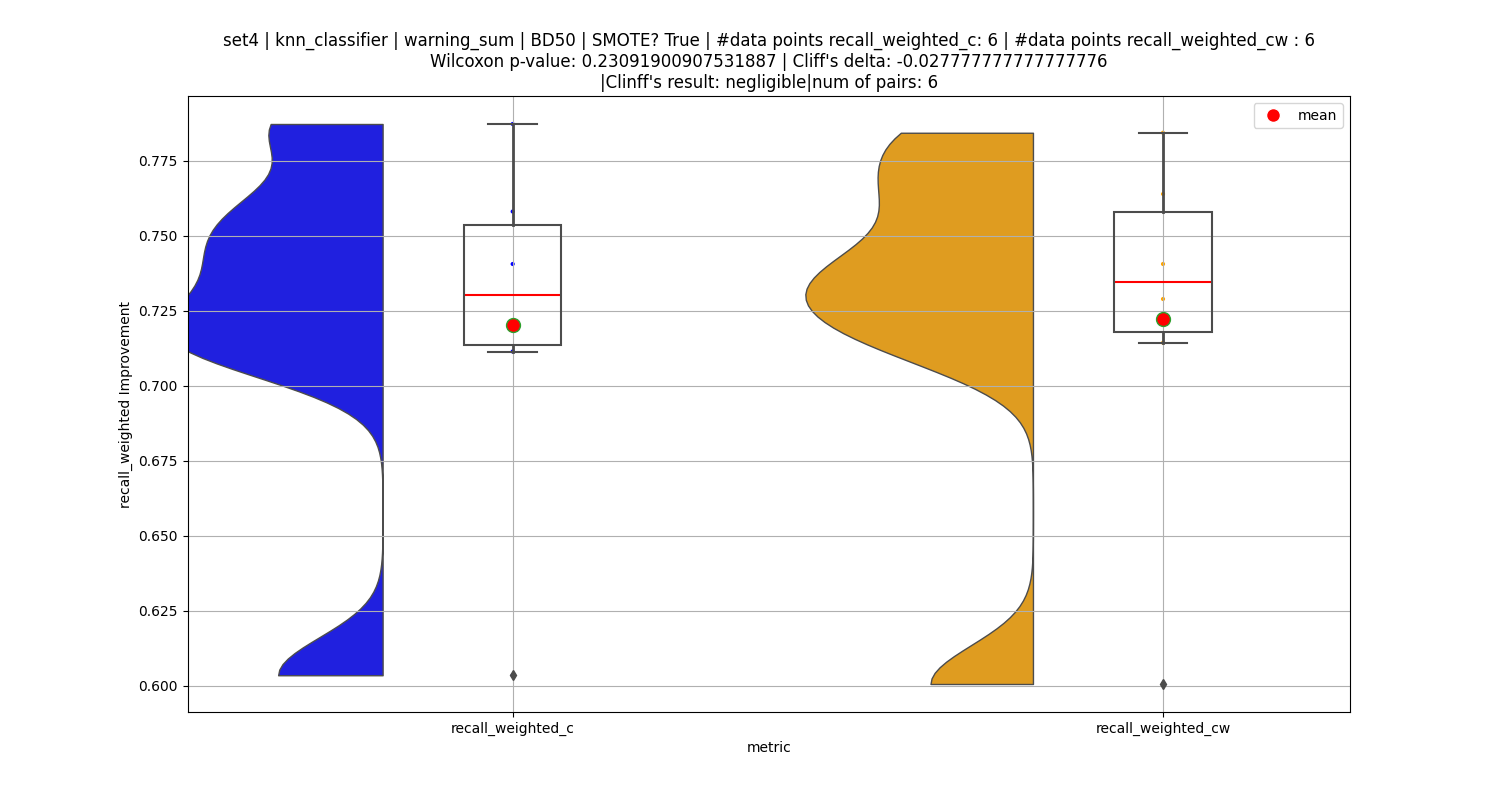 set4 | knn_classifier | warning_sum | BD50 | SMOTE? True | #data points recall_weighted_c: 6 | #data points recall_weighted_cw : 6
Wilcoxon p-value: 0.23091900907531887 | Cliff's delta: -0.027777777777777776
|Clinff's result: negligible|num of pairs: 6
mean
0.775
0.750
0.725
0.700
0.675
0.650
0.625
0.600
recall_weighted Improvement
recall_weighted_c
recall_weighted_cw
metric